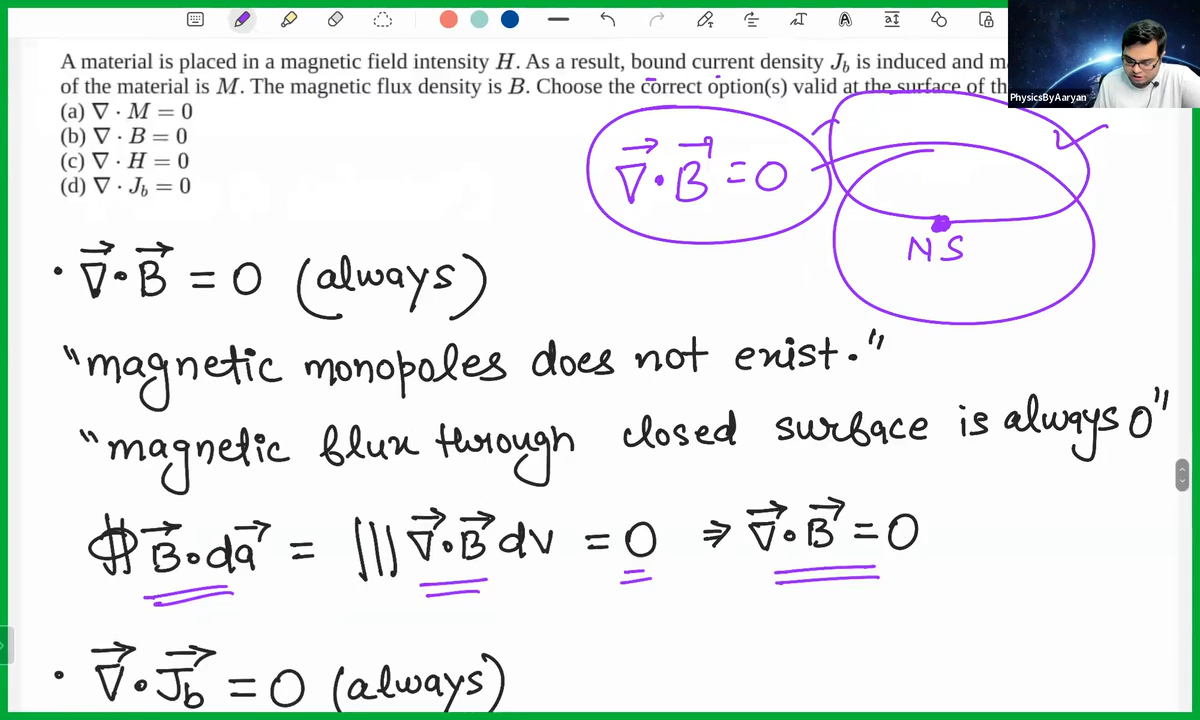 A material is placed in a magnetic field intensity H. As a result, bound current density J_b is induced and
of the material is M. The magnetic flux density is B. Choose the correct option(s) valid at the surface of
PhysicsByAaryan
(a) ∇ · M = 0
(b) ∇ · B = 0
(c) ∇ · H = 0
(d) ∇ · J_b = 0
∇⃗ · B⃗ = 0
N S
• ∇⃗ · B⃗ = 0 (always)
"magnetic monopoles does not exist."
"magnetic flux through closed surface is always 0"
∯ B⃗ · da⃗ = ∭ ∇⃗ · B⃗ dv = 0 ⇒ ∇⃗ · B⃗ = 0
• ∇⃗ · J⃗_b = 0 (always)